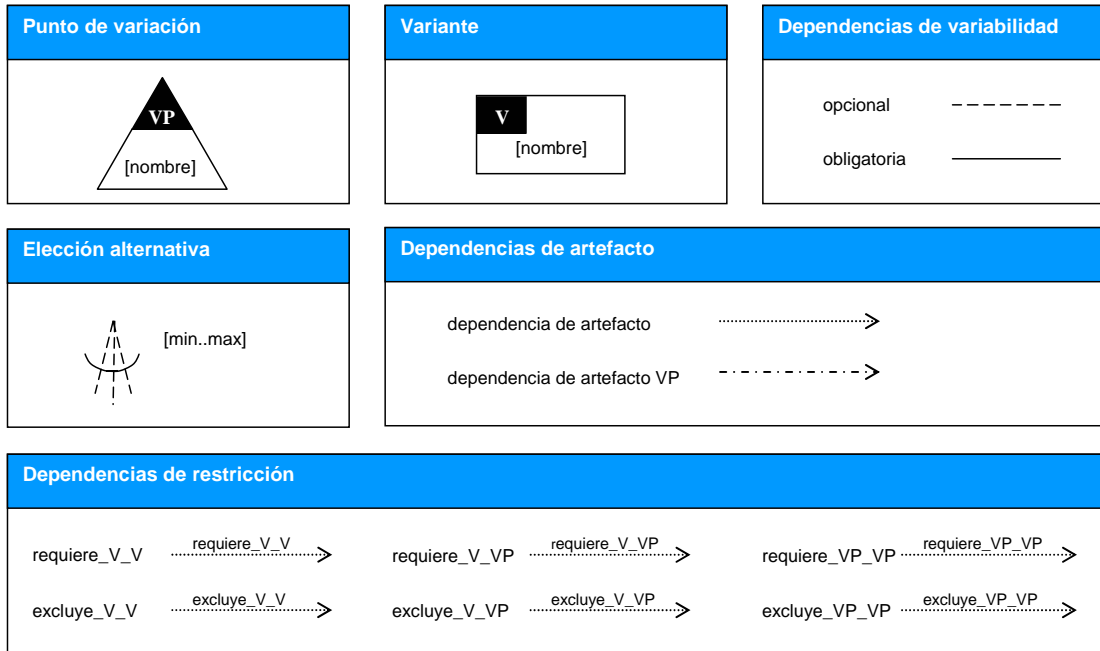 Punto de variación
VP
[nombre]
Variante
V
[nombre]
Dependencias de variabilidad
opcional
obligatoria
Elección alternativa
[min..max]
Dependencias de artefacto
dependencia de artefacto
dependencia de artefacto VP
Dependencias de restricción
requiere_V_V requiere_V_V requiere_V_VP requiere_V_VP requiere_VP_VP requiere_VP_VP
excluye_V_V excluye_V_V excluye_V_VP excluye_V_VP excluye_VP_VP excluye_VP_VP